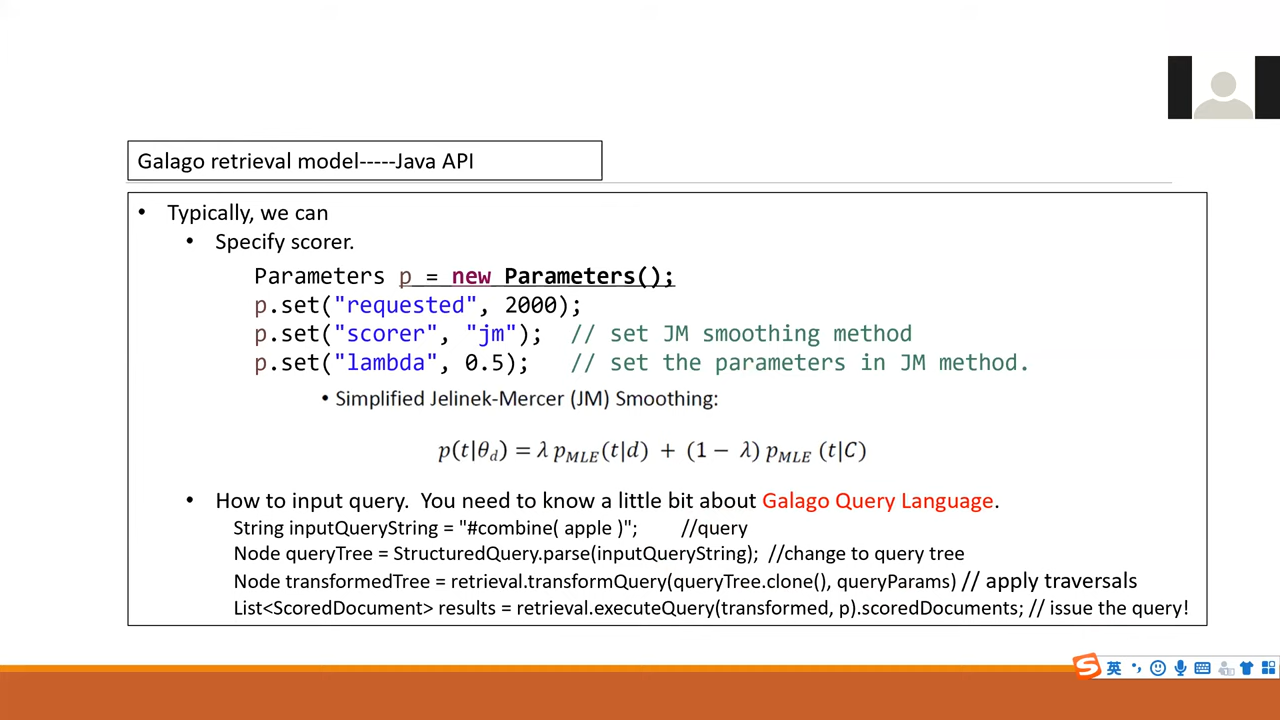 Galago retrieval model-----Java API
• Typically, we can
• Specify scorer.
Parameters p = new Parameters();
p.set("requested", 2000);
p.set("scorer", "jm"); // set JM smoothing method
p.set("lambda", 0.5); // set the parameters in JM method.
• Simplified Jelinek-Mercer (JM) Smoothing:
p(t|θd) = λ pMLE(t|d) + (1 − λ) pMLE (t|C)
• How to input query. You need to know a little bit about Galago Query Language.
String inputQueryString = "#combine( apple )"; //query
Node queryTree = StructuredQuery.parse(inputQueryString); //change to query tree
Node transformedTree = retrieval.transformQuery(queryTree.clone(), queryParams) // apply traversals
List<ScoredDocument> results = retrieval.executeQuery(transformed, p).scoredDocuments; // issue the query!
S 英